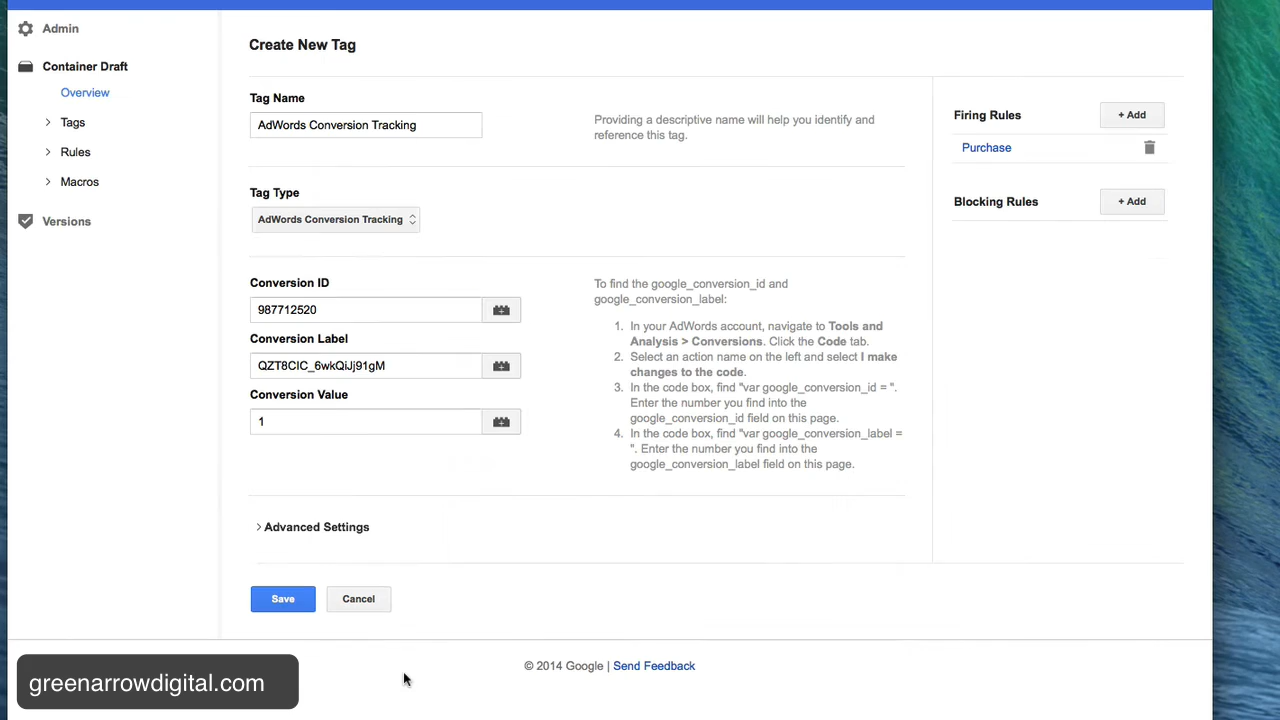 Admin
Container Draft
Overview
Tags
Rules
Macros
Versions
Create New Tag
Tag Name
AdWords Conversion Tracking
Providing a descriptive name will help you identify and
reference this tag.
Tag Type
AdWords Conversion Tracking
Conversion ID
987712520
Conversion Label
QZT8CIC_6wkQiJj91gM
Conversion Value
1
To find the google_conversion_id and
google_conversion_label:
1. In your AdWords account, navigate to Tools and
Analysis > Conversions. Click the Code tab.
2. Select an action name on the left and select I make
changes to the code.
3. In the code box, find "var google_conversion_id = ".
Enter the number you find into the
google_conversion_id field on this page.
4. In the code box, find "var google_conversion_label =
". Enter the number you find into the
google_conversion_label field on this page.
Advanced Settings
Save
Cancel
Firing Rules
+ Add
Purchase
Blocking Rules
+ Add
© 2014 Google | Send Feedback
greenarrowdigital.com